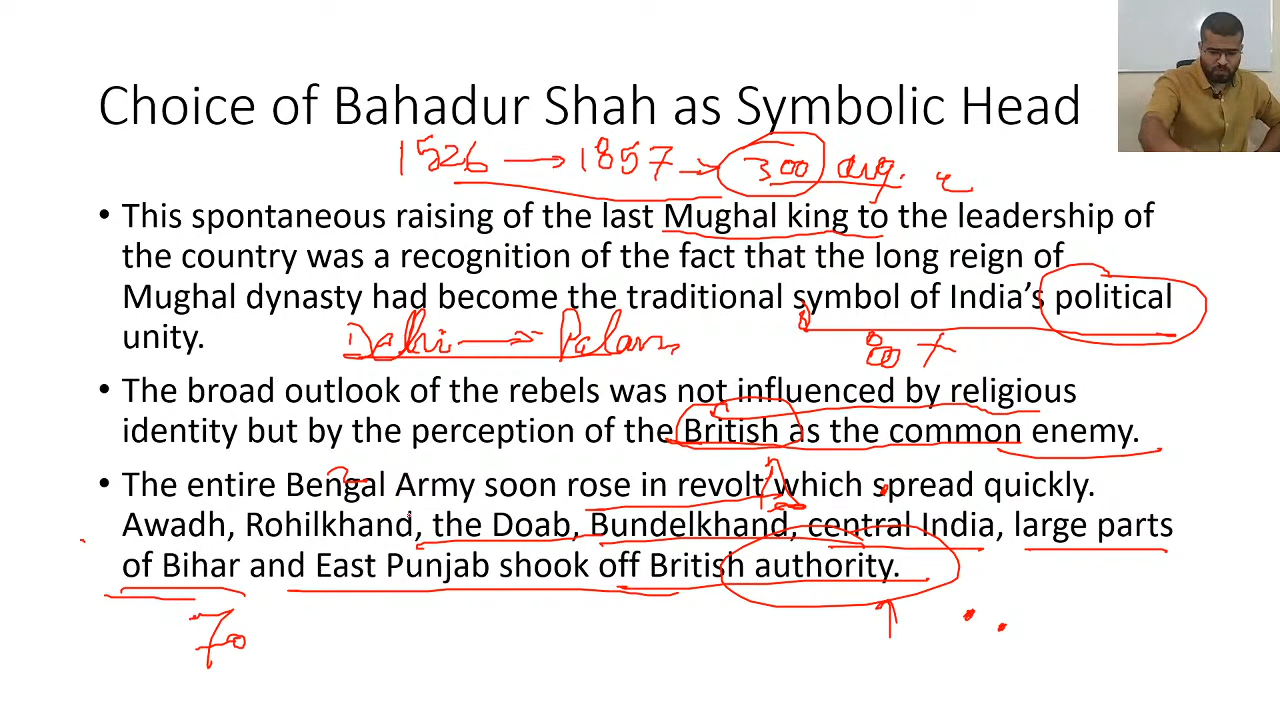 Choice of Bahadur Shah as Symbolic Head
1526 → 1857 → 300 avg.
• This spontaneous raising of the last Mughal king to the leadership of
the country was a recognition of the fact that the long reign of
Mughal dynasty had become the traditional symbol of India's political
unity.
Delhi → Palam
• The broad outlook of the rebels was not influenced by religious
identity but by the perception of the British as the common enemy.
• The entire Bengal Army soon rose in revolt which spread quickly.
Awadh, Rohilkhand, the Doab, Bundelkhand, central India, large parts
of Bihar and East Punjab shook off British authority.
70